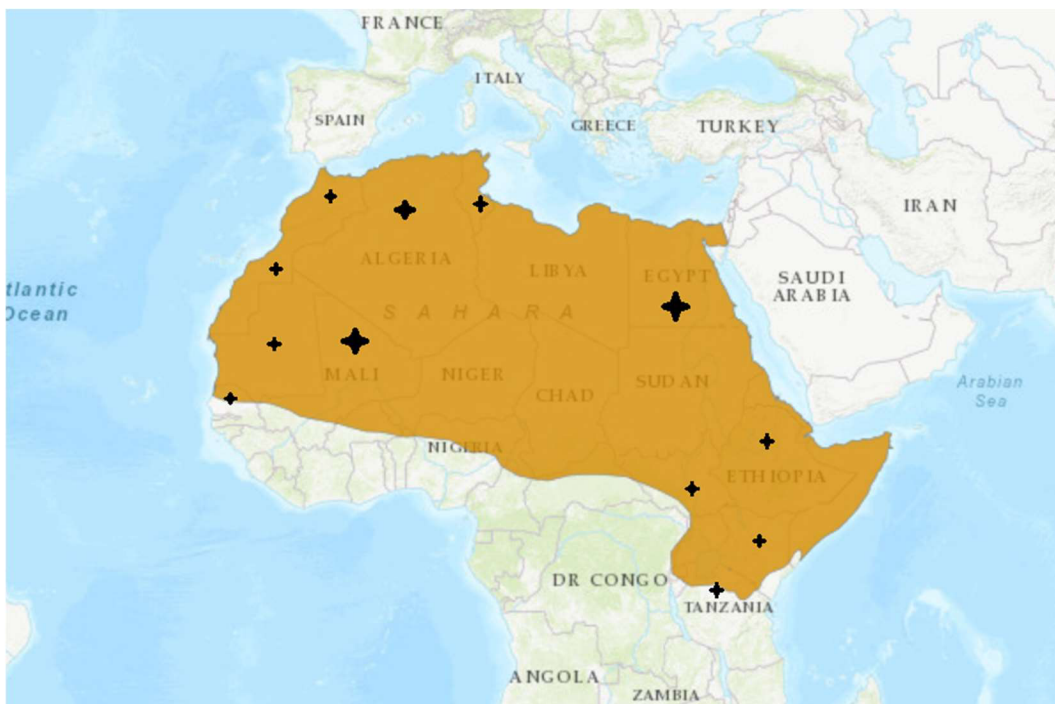 FRANCE
ITALY
SPAIN
GREECE
TURKEY
IRAN
ALGERIA
LIBYA
EGYPT
SAUDI
ARABIA
tlantic
Ocean
SAHARA
MALI
NIGER
CHAD
SUDAN
Arabian
Sea
NIGERIA
ETHIOPIA
DR CONGO
TANZANIA
ANGOLA
ZAMBIA